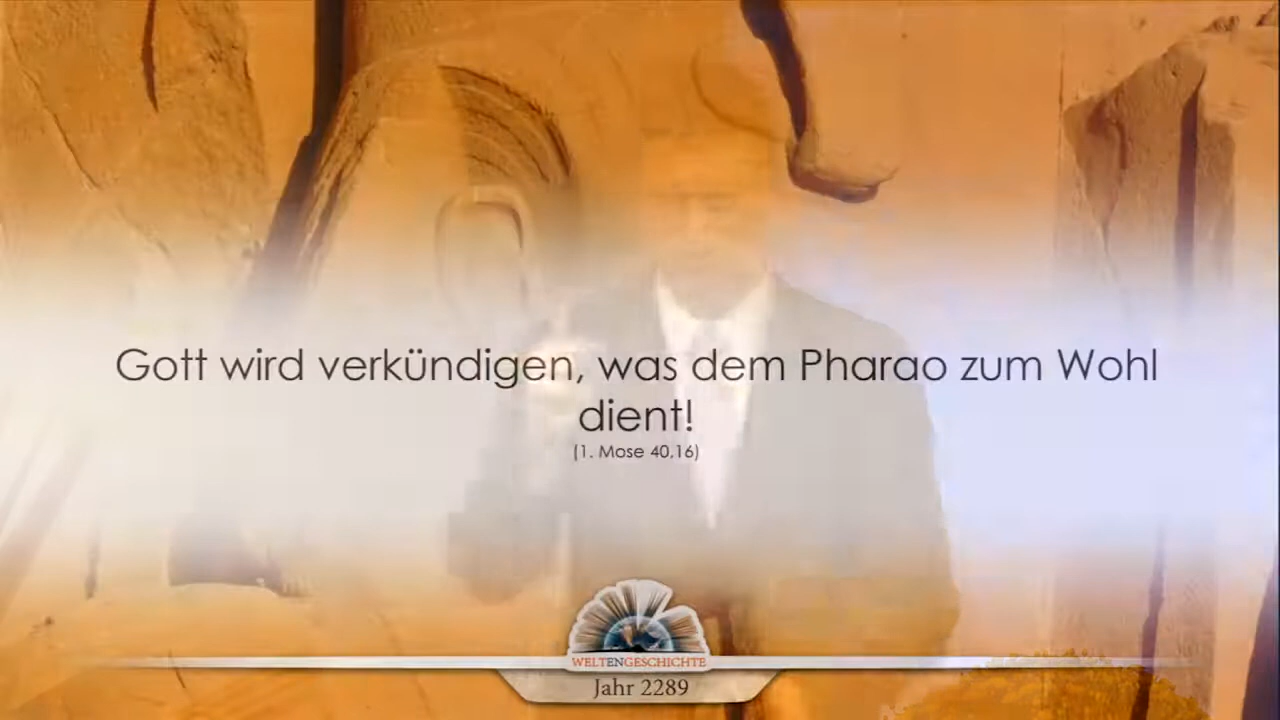 Gott wird verkündigen, was dem Pharao zum Wohl
dient!
(1. Mose 40,16)
WELTENGESCHICHTE
Jahr 2289